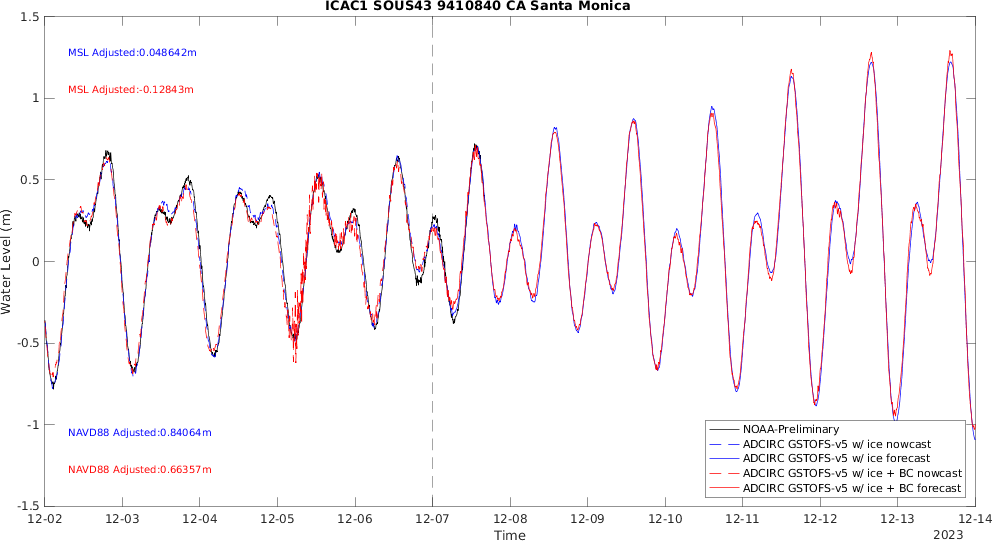 ICAC1 SOUS43 9410840 CA Santa Monica
MSL Adjusted:0.048642m
MSL Adjusted:-0.12843m
NAVD88 Adjusted:0.84064m
NAVD88 Adjusted:0.66357m
Water Level (m)
1.5
1
0.5
0
-0.5
-1
-1.5
NOAA-Preliminary
ADCIRC GSTOFS-v5 w/ ice nowcast
ADCIRC GSTOFS-v5 w/ ice forecast
ADCIRC GSTOFS-v5 w/ ice + BC nowcast
ADCIRC GSTOFS-v5 w/ ice + BC forecast
12-02 12-03 12-04 12-05 12-06 12-07 12-08 12-09 12-10 12-11 12-12 12-13 12-14
Time
2023